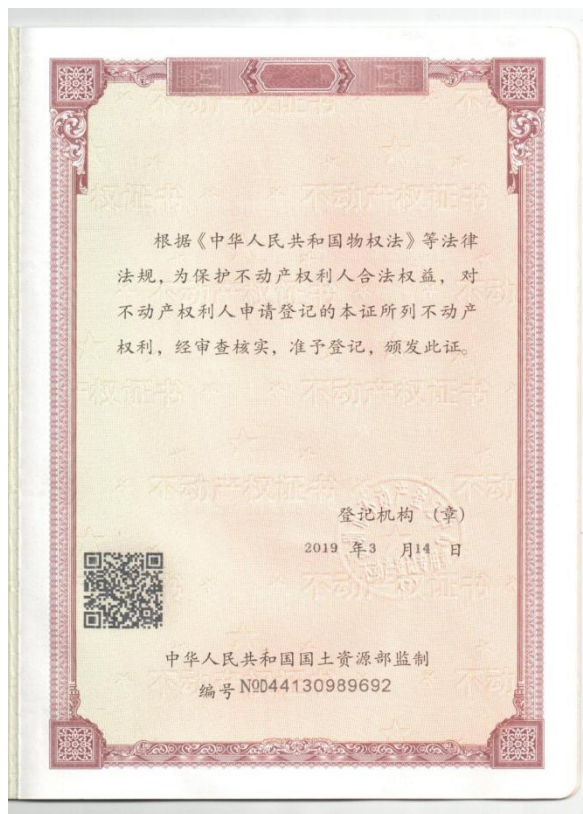 根据《中华人民共和国物权法》等法律
法规,为保护不动产权利人合法权益,对
不动产权利人申请登记的本证所列不动产
权利,经审查核实,准予登记,颁发此证。
登记机构 (章)
2019 年3 月14 日
中华人民共和国国土资源部监制
编号 NºD44130989692